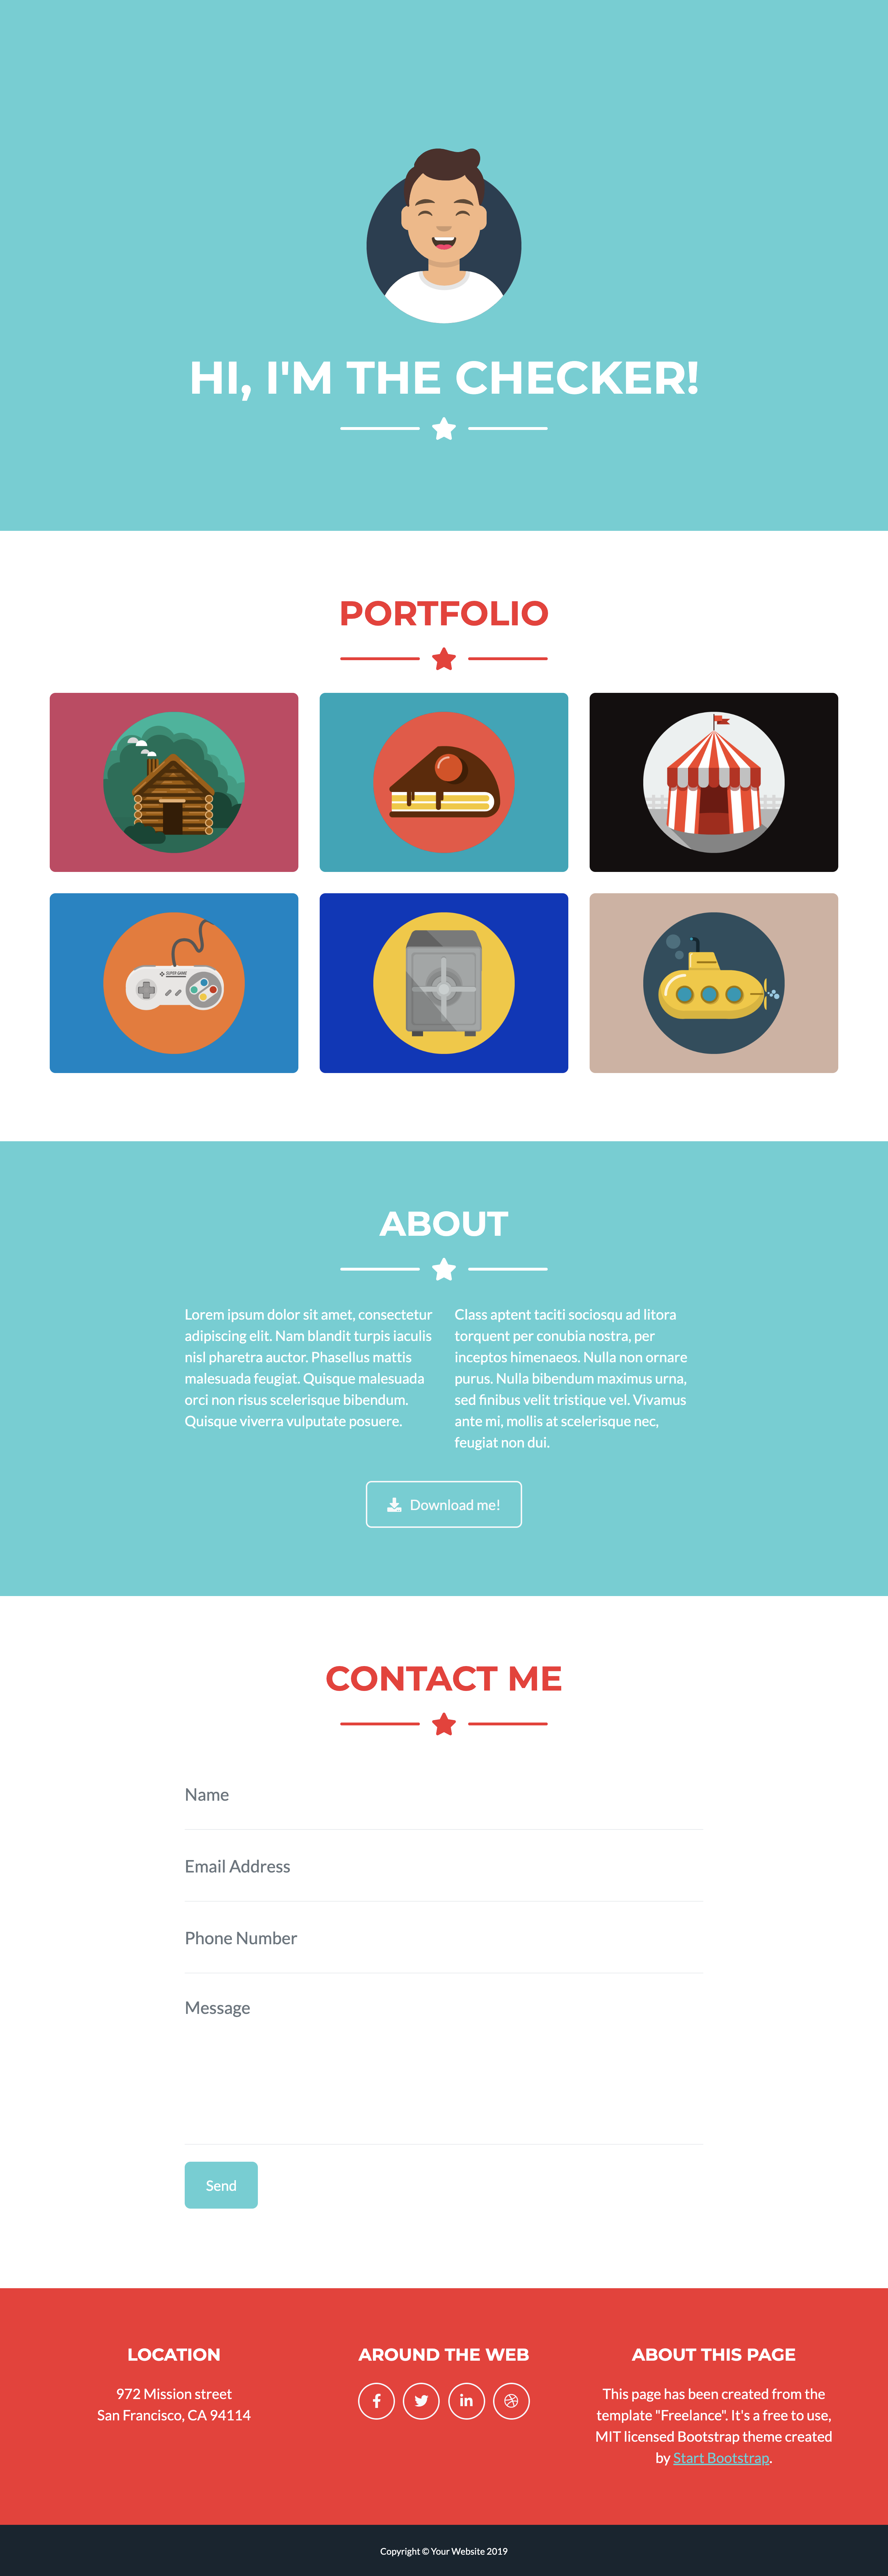 HI, I'M THE CHECKER!
PORTFOLIO
SUPER GAME
ABOUT
Lorem ipsum dolor sit amet, consectetur
adipiscing elit. Nam blandit turpis iaculis
nisl pharetra auctor. Phasellus mattis
malesuada feugiat. Quisque malesuada
orci non risus scelerisque bibendum.
Quisque viverra vulputate posuere.
Class aptent taciti sociosqu ad litora
torquent per conubia nostra, per
inceptos himenaeos. Nulla non ornare
purus. Nulla bibendum maximus urna,
sed finibus velit tristique vel. Vivamus
ante mi, mollis at scelerisque nec,
feugiat non dui.
Download me!
CONTACT ME
Name
Email Address
Phone Number
Message
Send
LOCATION
972 Mission street
San Francisco, CA 94114
AROUND THE WEB
ABOUT THIS PAGE
This page has been created from the
template "Freelance". It's a free to use,
MIT licensed Bootstrap theme created
by Start Bootstrap.
Copyright © Your Website 2019